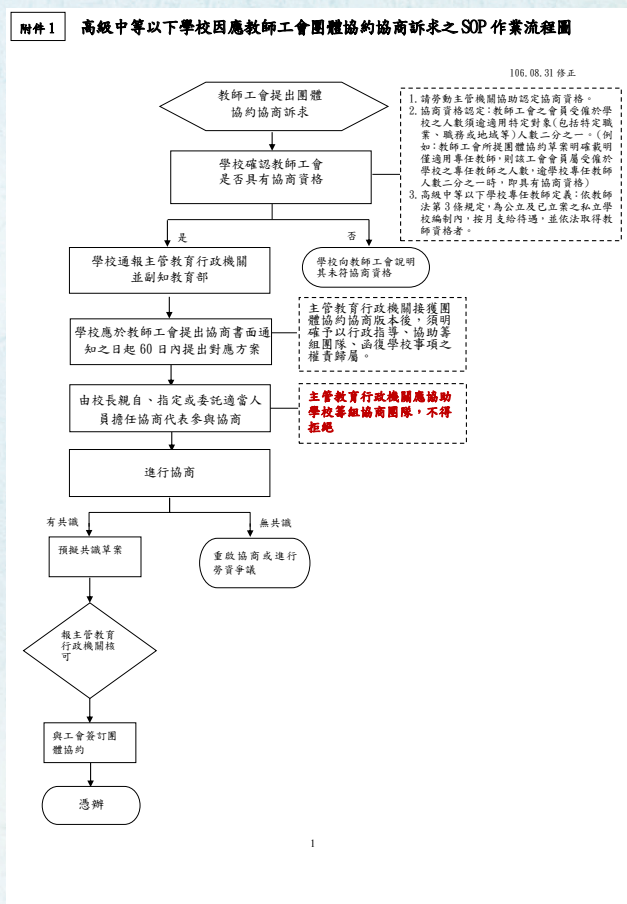 附件1 高級中等以下學校因應教師工會團體協約協商訴求之SOP作業流程圖
106.08.31修正
教師工會提出團體
協約協商訴求
1.請勞動主管機關協助認定協商資格。
2.協商資格認定:教師工會之會員受僱於學
校之人數須逾適用特定對象(包括特定職
業、職務或地域等)人數二分之一。(例
如:教師工會所提團體協約草案明確載明
僅適用專任教師,則該工會會員屬受僱於
學校之專任教師之人數,逾學校專任教師
人數二分之一時,即具有協商資格)
3.高級中等以下學校專任教師定義:依教師
法第3條規定,為公立及已立案之私立學
校編制內,按月支給待遇,並依法取得教
師資格者。
學校確認教師工會
是否具有協商資格
是
否
學校通報主管教育行政機關
並副知教育部
學校向教師工會說明
其未符協商資格
學校應於教師工會提出協商書面通
知之日起60日內提出對應方案
主管教育行政機關接獲團
體協約協商版本後,須明
確予以行政指導、協助籌
組團隊、函復學校事項之
權責歸屬。
由校長親自、指定或委託適當人
員擔任協商代表參與協商
主管教育行政機關應協助
學校籌組協商團隊,不得
拒絕
進行協商
有共識
無共識
預擬共識草案
重啟協商或進行
勞資爭議
報主管教育
行政機關核
可
與工會簽訂團
體協約
憑辦
1